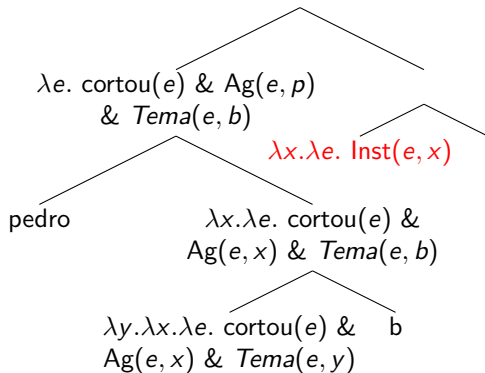 λe. cortou(e) & Ag(e, p)
& Tema(e, b)
λx.λe. Inst(e, x)
pedro
λx.λe. cortou(e) &
Ag(e, x) & Tema(e, b)
λy.λx.λe. cortou(e) &
Ag(e, x) & Tema(e, y)
b